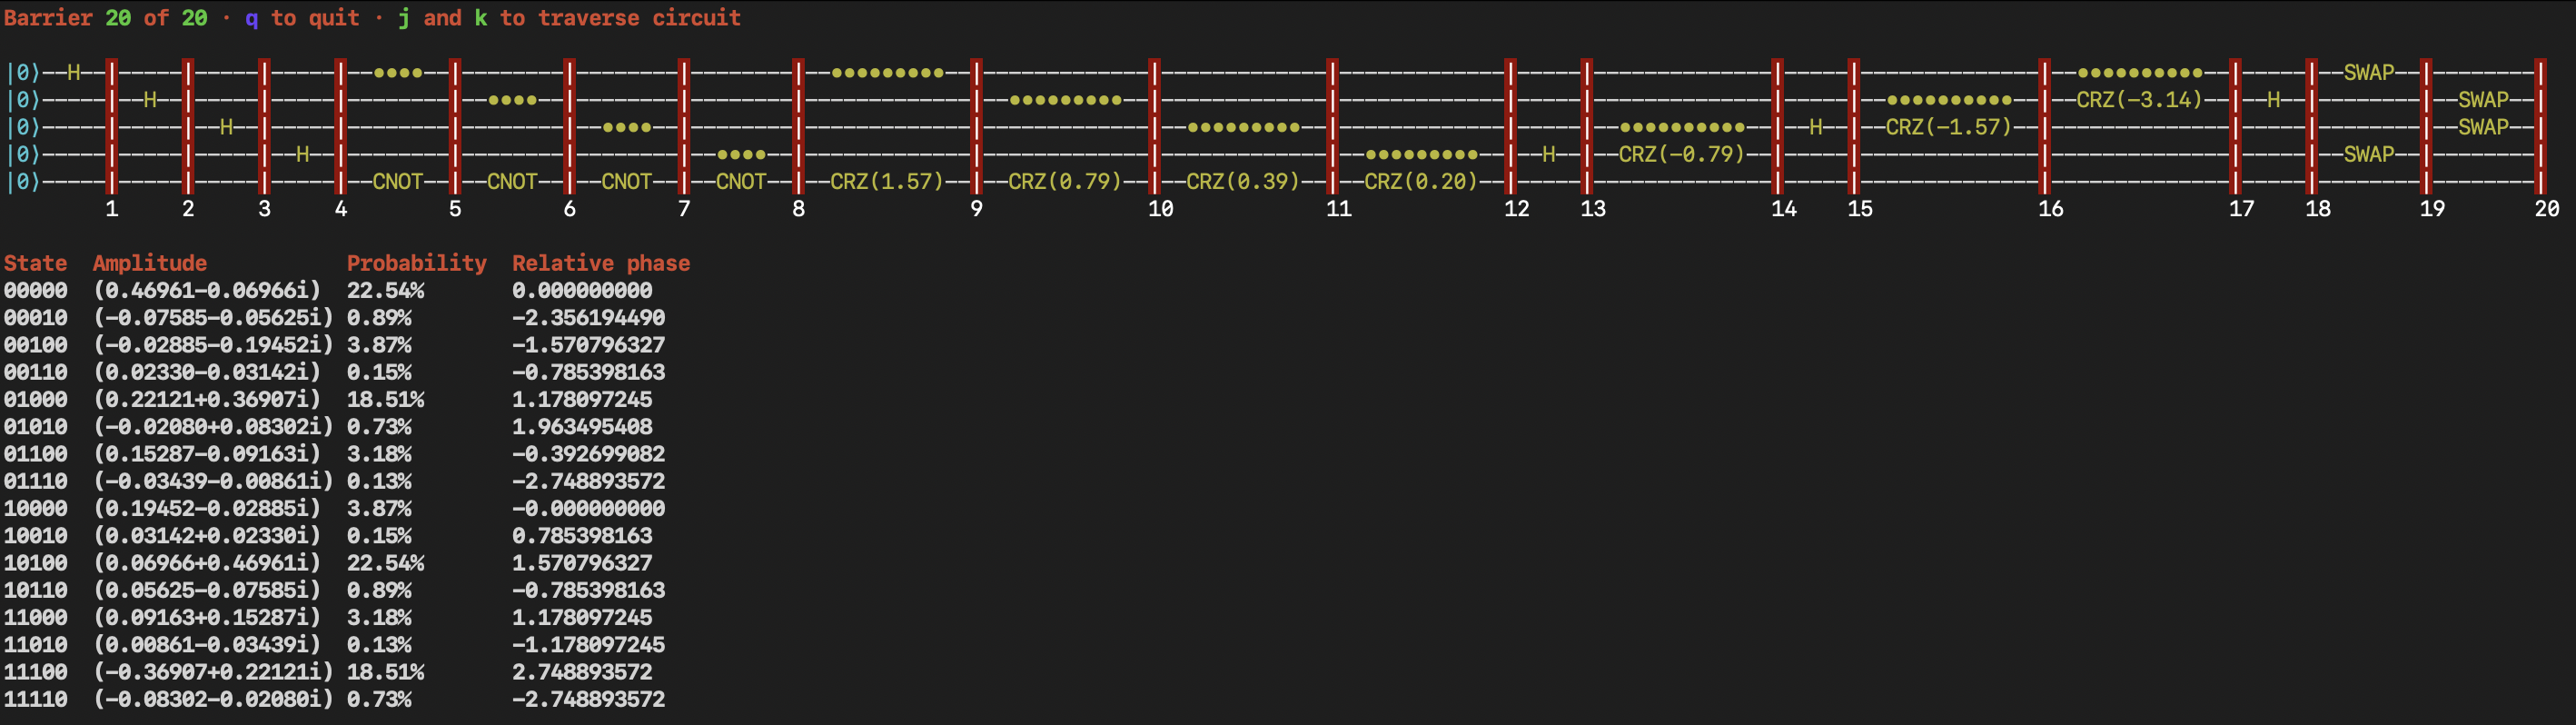 Barrier 20 of 20 · q to quit · j and k to traverse circuit
|0⟩—H—|———|———|———|—●●●●—|——————|——————|——————|—●●●●●●●●●—|———————————|———————————|———————————|———|————————————|———|————————————|—●●●●●●●●●●—|———|—SWAP—|——————|
|0⟩———|—H—|———|———|——————|—●●●●—|——————|——————|———————————|—●●●●●●●●●—|———————————|———————————|———|————————————|———|—●●●●●●●●●●—|—CRZ(−3.14)—|—H—|——————|—SWAP—|
|0⟩———|———|—H—|———|——————|——————|—●●●●—|——————|———————————|———————————|—●●●●●●●●●—|———————————|———|—●●●●●●●●●●—|—H—|—CRZ(−1.57)—|————————————|———|——————|—SWAP—|
|0⟩———|———|———|—H—|——————|——————|——————|—●●●●—|———————————|———————————|———————————|—●●●●●●●●●—|—H—|—CRZ(−0.79)—|———|————————————|————————————|———|—SWAP—|——————|
|0⟩———|———|———|———|—CNOT—|—CNOT—|—CNOT—|—CNOT—|—CRZ(1.57)—|—CRZ(0.79)—|—CRZ(0.39)—|—CRZ(0.20)—|———|————————————|———|————————————|————————————|———|——————|——————|
1 2 3 4 5 6 7 8 9 10 11 12 13 14 15 16 17 18 19 20
State Amplitude Probability Relative phase
00000 (0.46961−0.06966i) 22.54% 0.000000000
00010 (−0.07585−0.05625i) 0.89% −2.356194490
00100 (−0.02885−0.19452i) 3.87% −1.570796327
00110 (0.02330−0.03142i) 0.15% −0.785398163
01000 (0.22121+0.36907i) 18.51% 1.178097245
01010 (−0.02080+0.08302i) 0.73% 1.963495408
01100 (0.15287−0.09163i) 3.18% −0.392699082
01110 (−0.03439−0.00861i) 0.13% −2.748893572
10000 (0.19452−0.02885i) 3.87% −0.000000000
10010 (0.03142+0.02330i) 0.15% 0.785398163
10100 (0.06966+0.46961i) 22.54% 1.570796327
10110 (0.05625−0.07585i) 0.89% −0.785398163
11000 (0.09163+0.15287i) 3.18% 1.178097245
11010 (0.00861−0.03439i) 0.13% −1.178097245
11100 (−0.36907+0.22121i) 18.51% 2.748893572
11110 (−0.08302−0.02080i) 0.73% −2.748893572